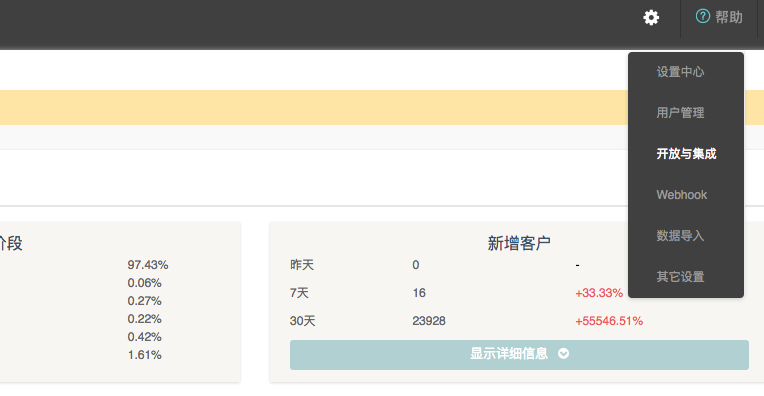 帮助
设置中心
用户管理
开放与集成
Webhook
数据导入
其它设置
阶段
97.43%
0.06%
0.27%
0.22%
0.42%
1.61%
新增客户
昨天 0 -
7天 16 +33.33%
30天 23928 +55546.51%
显示详细信息